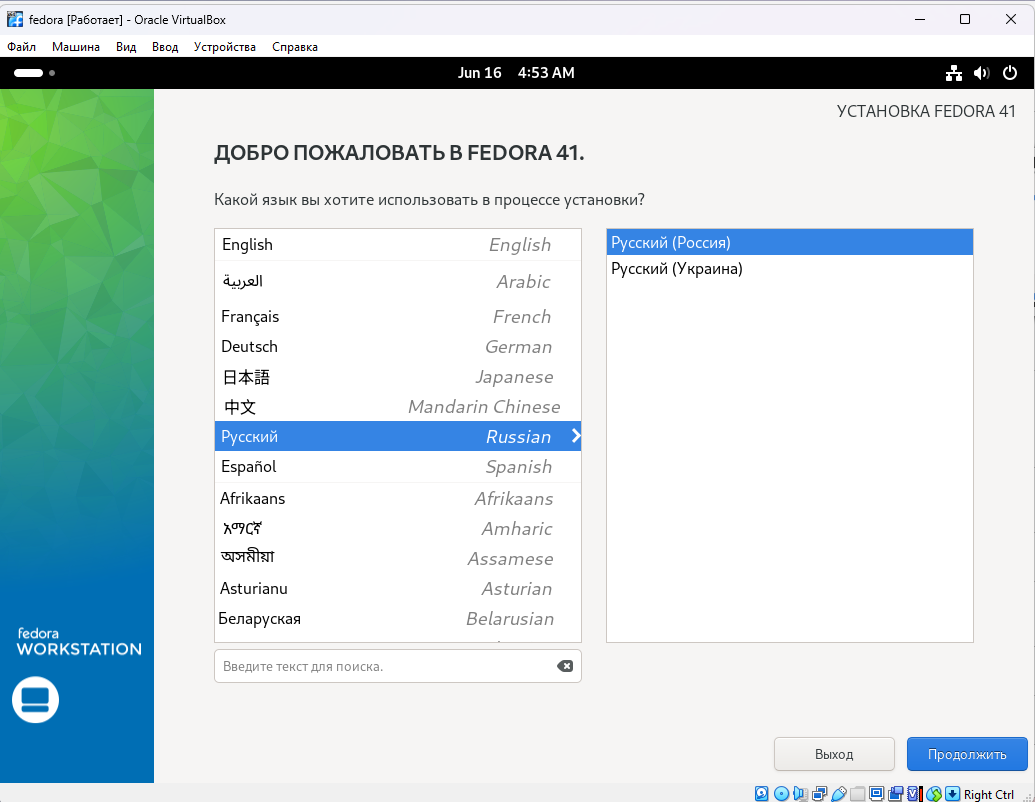 fedora [Работает] - Oracle VirtualBox
Файл Машина Вид Ввод Устройства Справка
Jun 16 4:53 AM
УСТАНОВКА FEDORA 41
ДОБРО ПОЖАЛОВАТЬ В FEDORA 41.
Какой язык вы хотите использовать в процессе установки?
English English
العربية Arabic
Français French
Deutsch German
日本語 Japanese
中文 Mandarin Chinese
Русский Russian
Español Spanish
Afrikaans Afrikaans
አማርኛ Amharic
অসমীয়া Assamese
Asturianu Asturian
Беларуская Belarusian
Русский (Россия)
Русский (Украина)
Введите текст для поиска.
fedora
WORKSTATION
Выход Продолжить
Right Ctrl